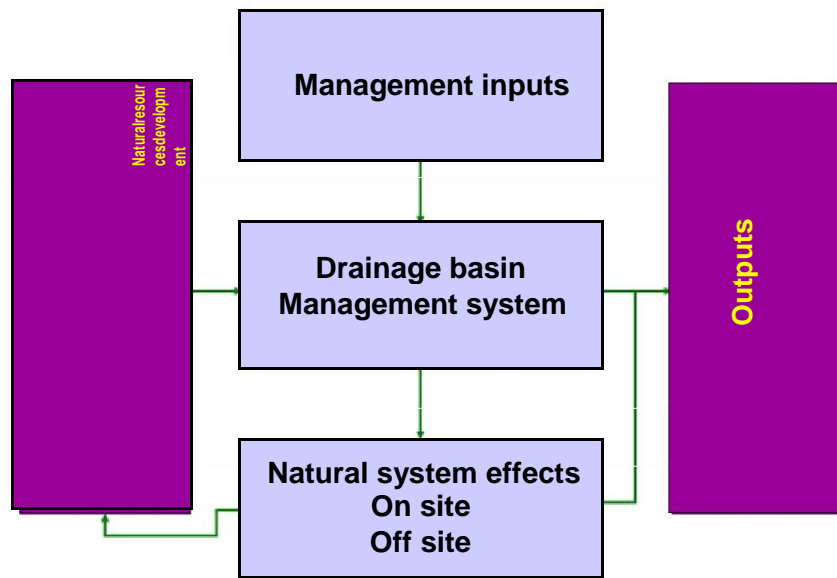 Management inputs
Naturalresour
cesdevelopm
ent
Drainage basin
Management system
Outputs
Natural system effects
On site
Off site